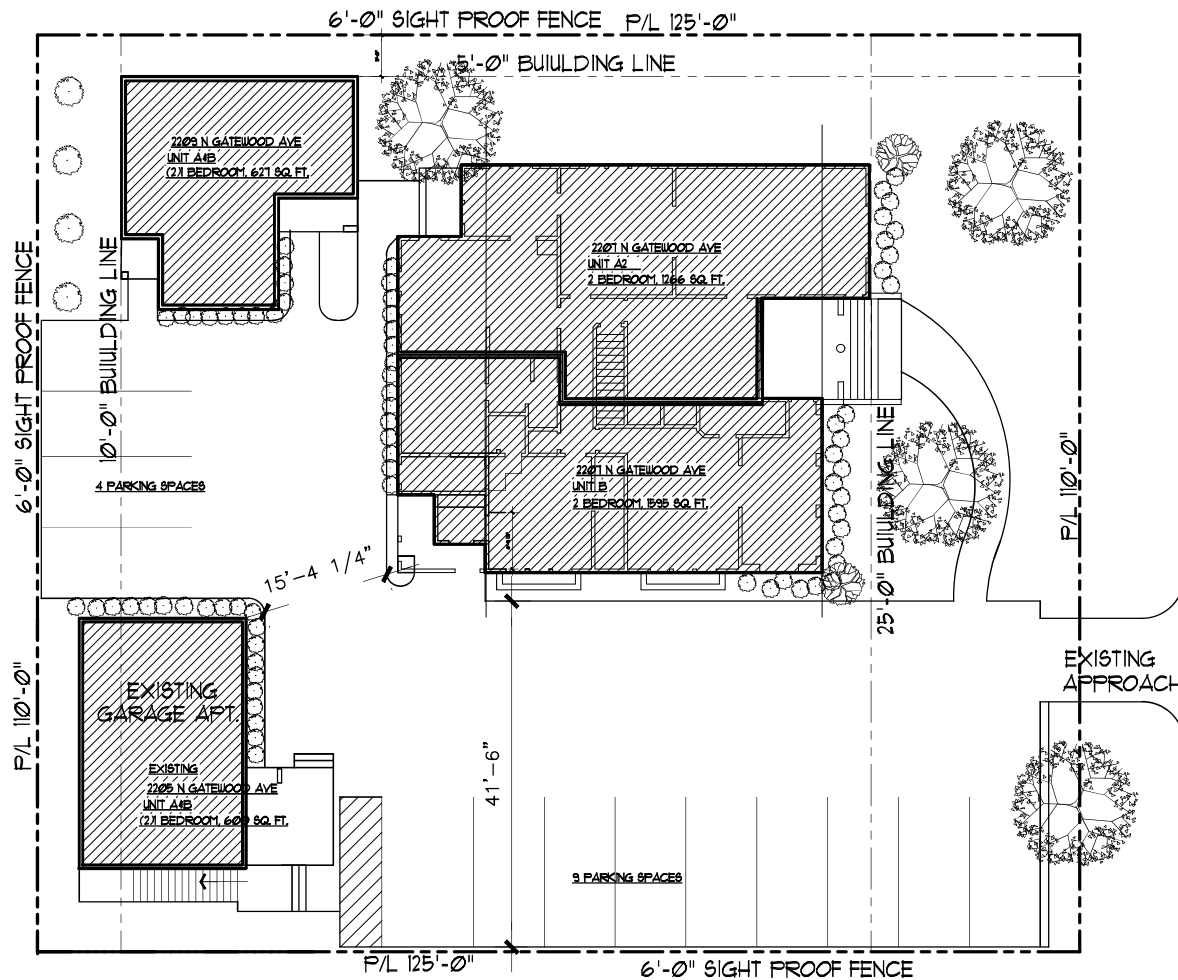 6'-0" SIGHT PROOF FENCE
P/L 125'-0"
5'-0" BUIULDING LINE
2209 N GATEWOOD AVE
UNIT A&B
(2)1 BEDROOM, 627 SQ. FT.
6'-0" SIGHT PROOF FENCE
10'-0" BUIULDING LINE
2207 N GATEWOOD AVE
UNIT A2
2 BEDROOM, 1266 SQ. FT.
4 PARKING SPACES
2207 N GATEWOOD AVE
UNIT B
2 BEDROOM, 1595 SQ. FT.
25'-0" BUIULDING LINE
P/L 110'-0"
15'-4 1/4"
P/L 110'-0"
EXISTING
GARAGE APT.
EXISTING
2205 N GATEWOOD AVE
UNIT A&B
(2)1 BEDROOM, 609 SQ. FT.
41'-6"
EXISTING
APPROACH
9 PARKING SPACES
P/L 125'-0"
6'-0" SIGHT PROOF FENCE